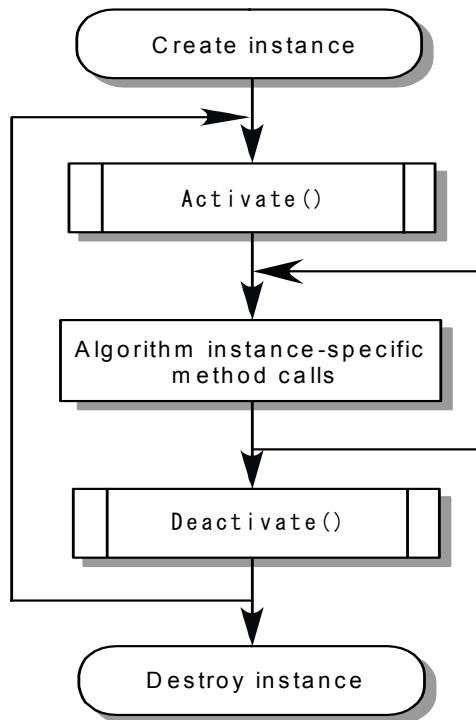 Create instance
Activate()
Algorithm instance-specific
method calls
Deactivate()
Destroy instance